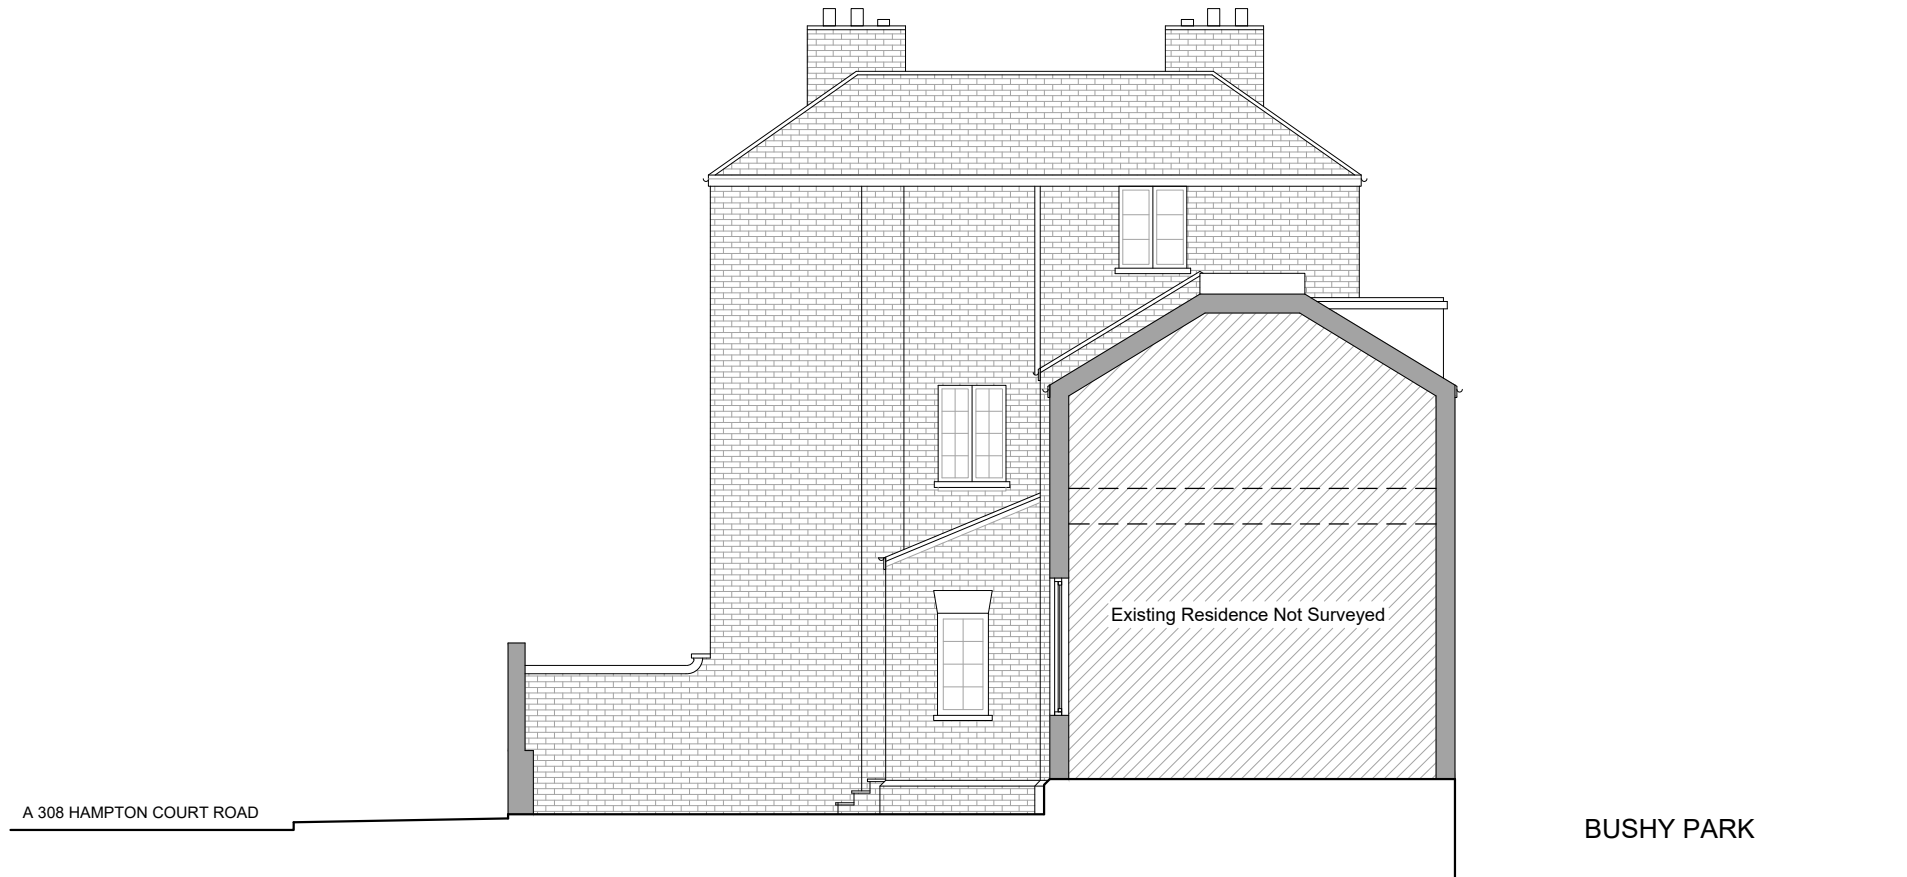 Existing Residence Not Surveyed
A 308 HAMPTON COURT ROAD
BUSHY PARK